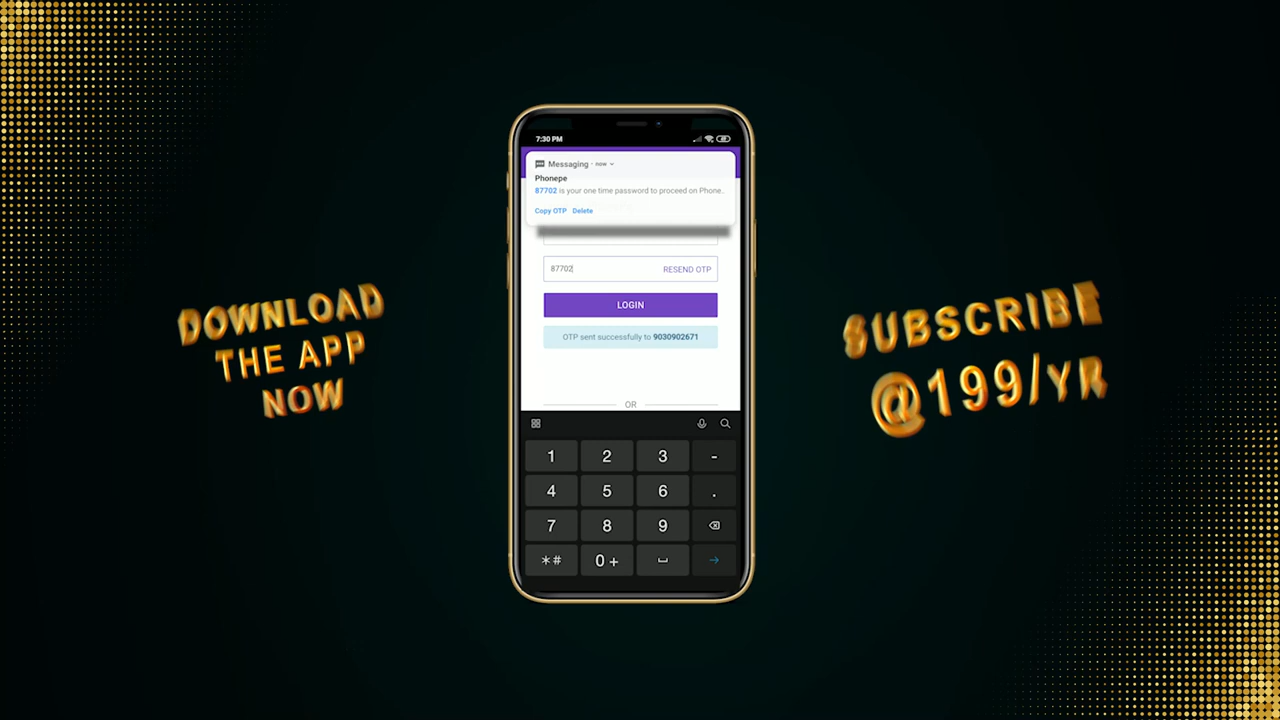 DOWNLOAD
THE APP
NOW
7:30 PM
Messaging · now
Phonepe
87702 is your one time password to proceed on Phone..
Copy OTP Delete
87702 RESEND OTP
LOGIN
OTP sent successfully to 9030902671
OR
1 2 3 -
4 5 6 .
7 8 9
*# 0 +
SUBSCRIBE
@199/YR